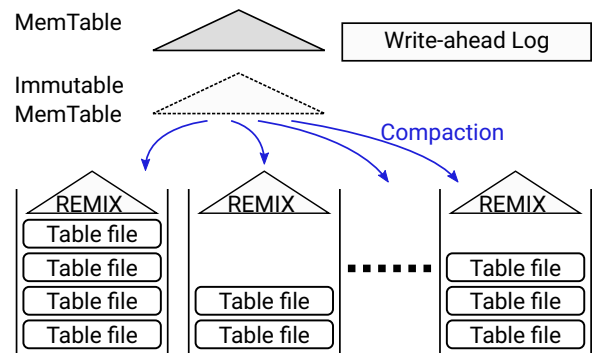 MemTable
Write-ahead Log
Immutable
MemTable
Compaction
REMIX
REMIX
REMIX
Table file
Table file
Table file
Table file
Table file
Table file
Table file
Table file
Table file